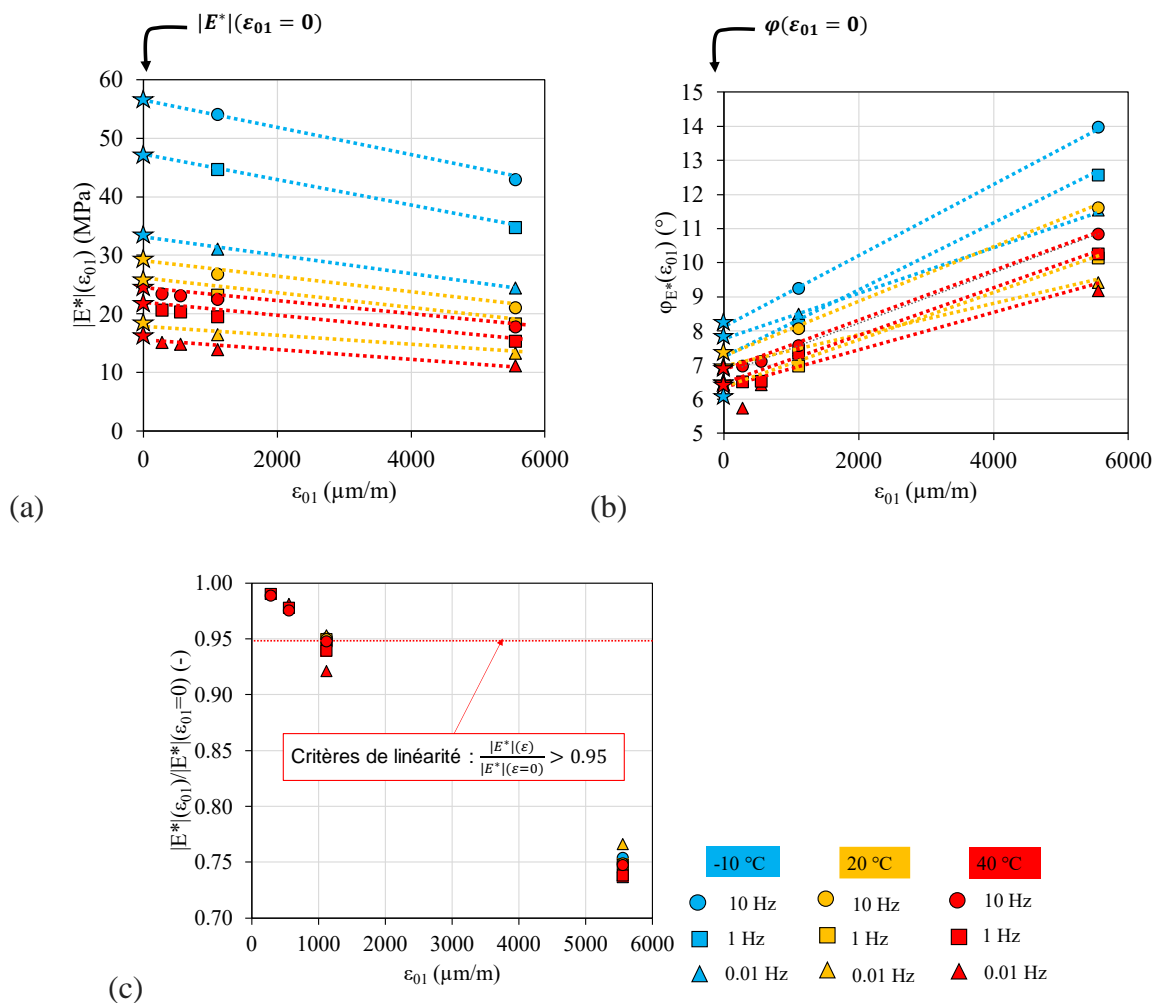 |E*|(ε01 = 0)
60
50
40
30
20
10
0
|E*|(ε01) (MPa)
0 2000 4000 6000
ε01 (µm/m)
(a)
φ(ε01 = 0)
15
14
13
12
11
10
9
8
7
6
5
φE*(ε01) (°)
0 2000 4000 6000
ε01 (µm/m)
(b)
1.00
0.95
0.90
0.85
0.80
0.75
0.70
|E*|(ε01)/|E*|(ε01=0) (-)
Critères de linéarité : |E*|(ε)/|E*|(ε=0) > 0.95
0 1000 2000 3000 4000 5000 6000
ε01 (µm/m)
(c)
-10 °C 20 °C 40 °C
10 Hz 10 Hz 10 Hz
1 Hz 1 Hz 1 Hz
0.01 Hz 0.01 Hz 0.01 Hz